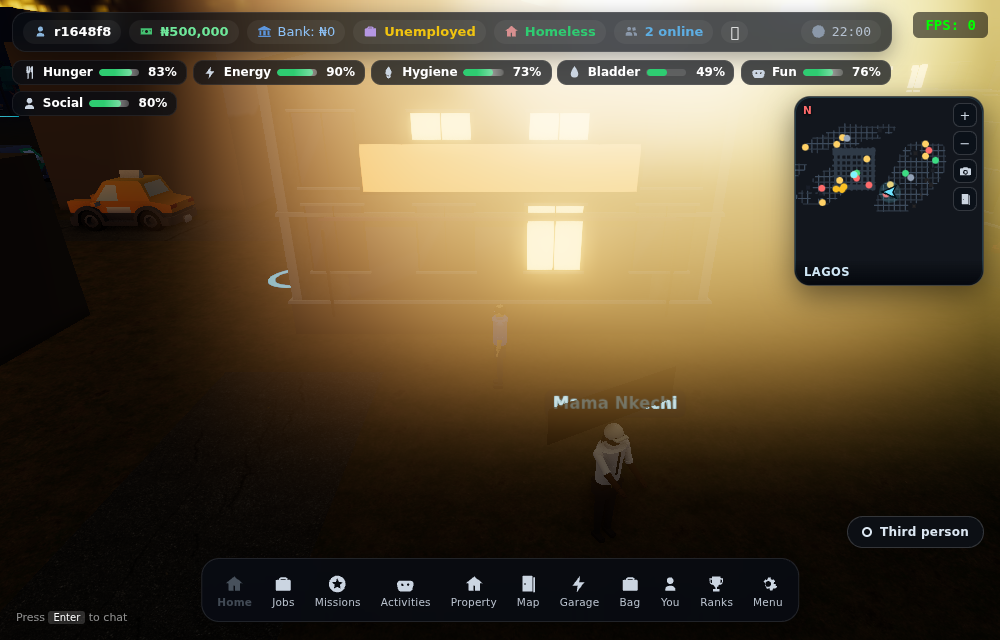 r1648f8 ₦500,000 Bank: ₦0 Unemployed Homeless 2 online 22:00 FPS: 0
Hunger 83% Energy 90% Hygiene 73% Bladder 49% Fun 76%
Social 80%
N
+
−
LAGOS
Mama Nkechi
Third person
Home Jobs Missions Activities Property Map Garage Bag You Ranks Menu
Press Enter to chat